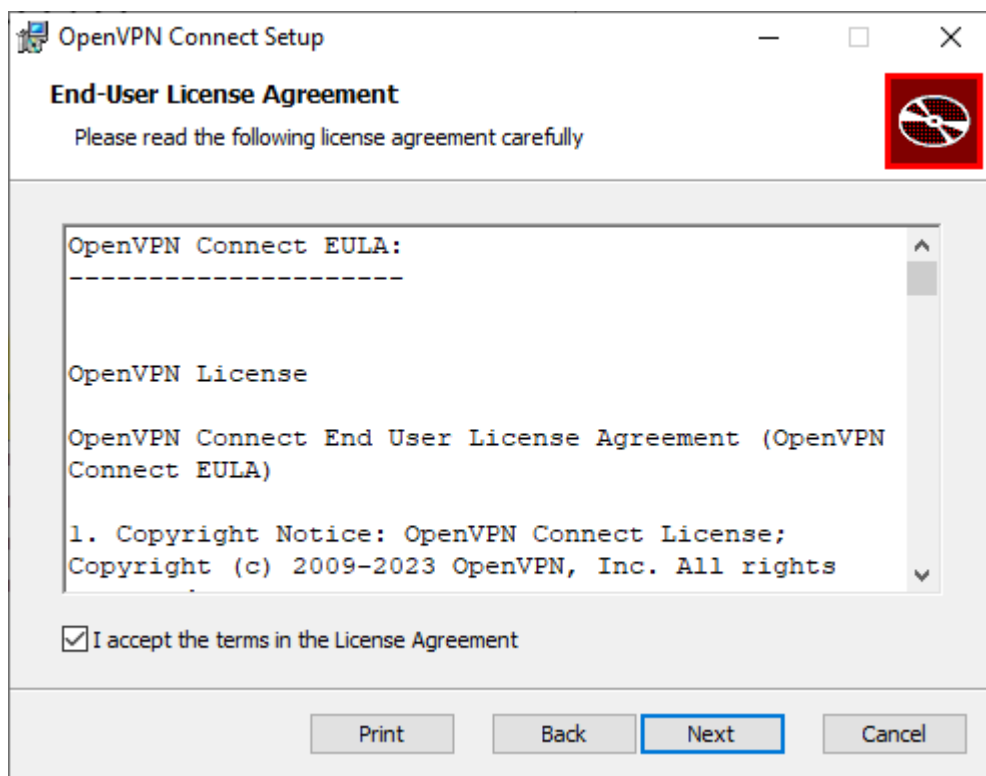 OpenVPN Connect Setup
End-User License Agreement
Please read the following license agreement carefully
OpenVPN Connect EULA:
---------------------
OpenVPN License
OpenVPN Connect End User License Agreement (OpenVPN
Connect EULA)
1. Copyright Notice: OpenVPN Connect License;
Copyright (c) 2009-2023 OpenVPN, Inc. All rights
I accept the terms in the License Agreement
Print
Back
Next
Cancel